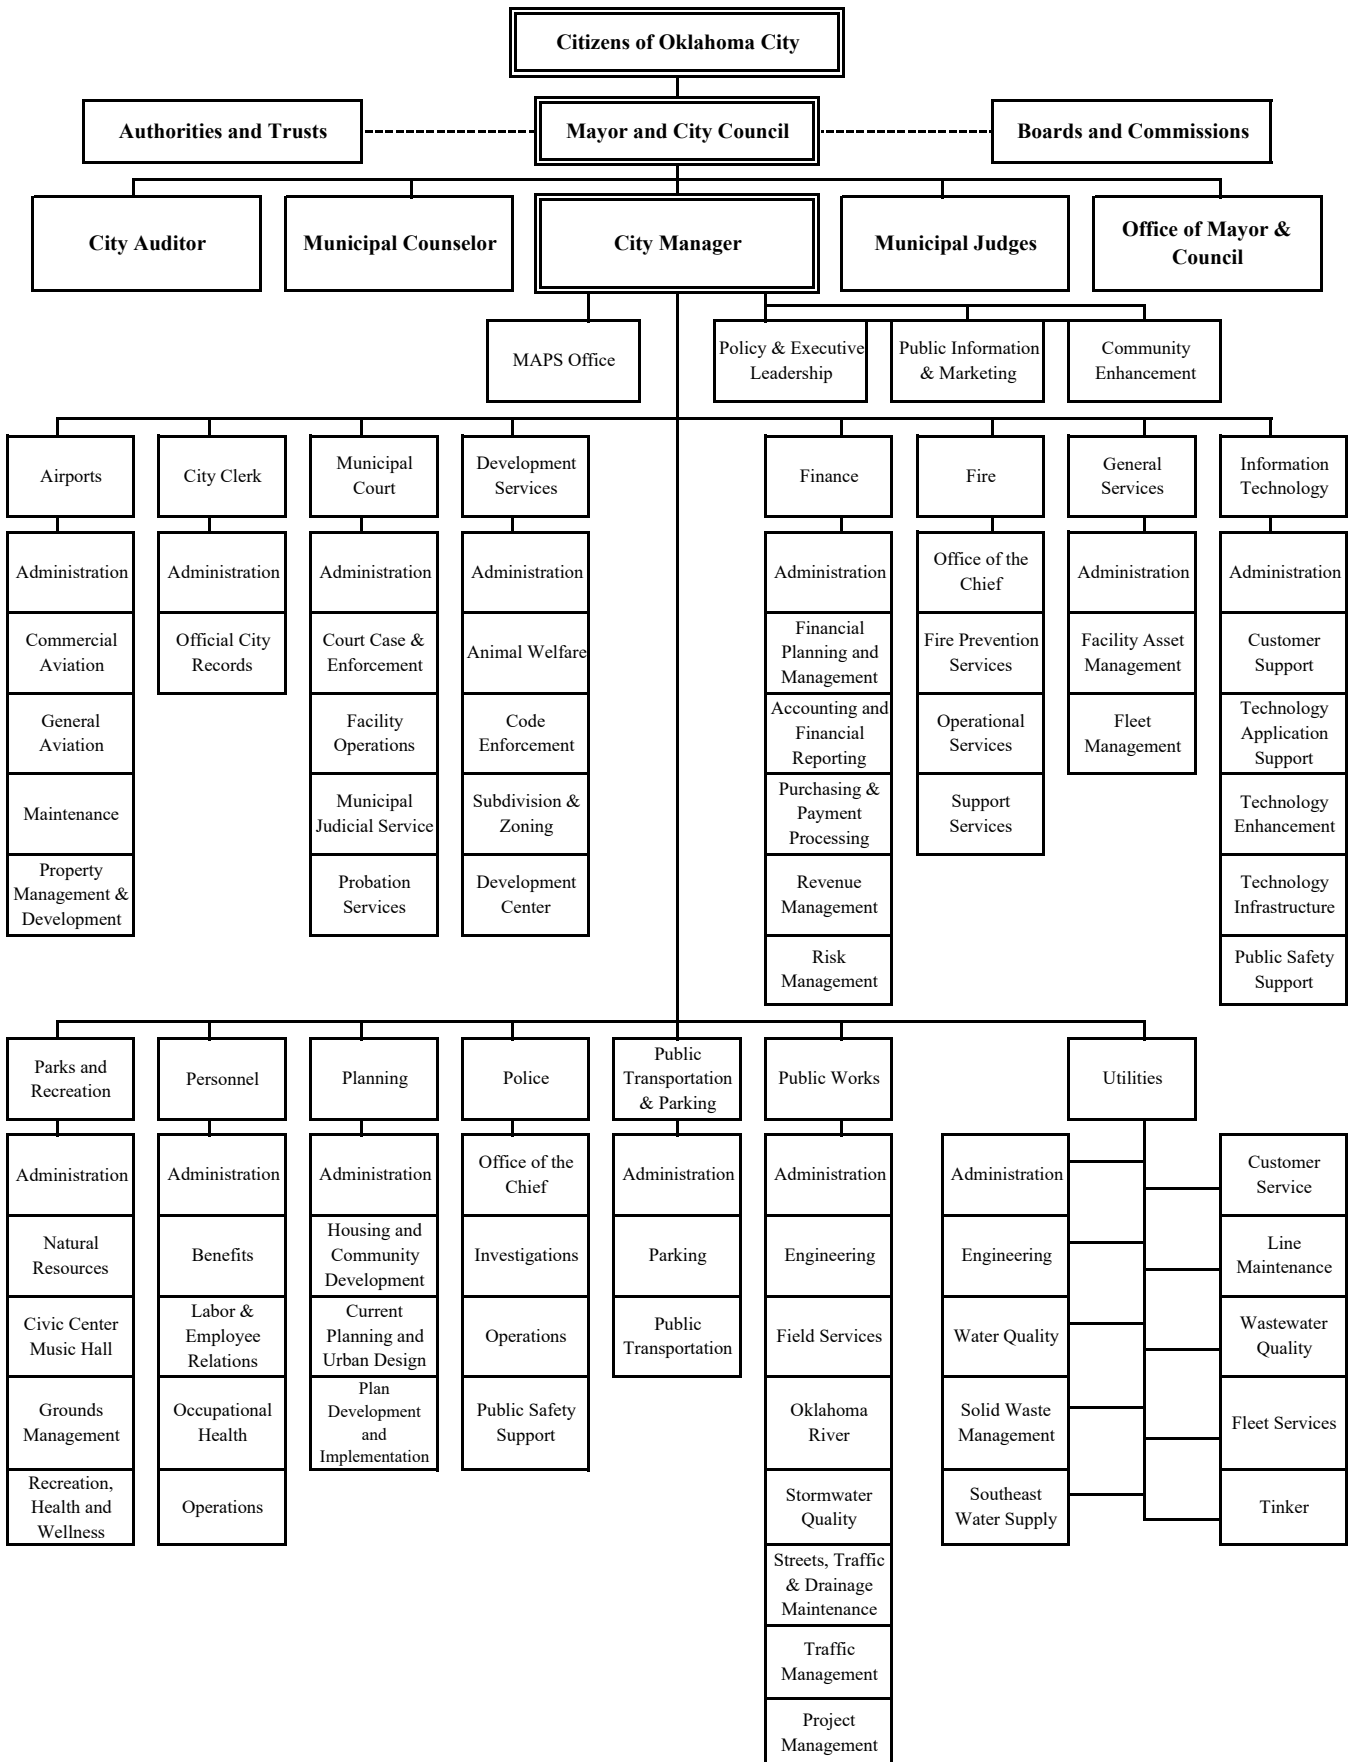 Citizens of Oklahoma City
Authorities and Trusts
Mayor and City Council
Boards and Commissions
City Auditor
Municipal Counselor
City Manager
Municipal Judges
Office of Mayor &
Council
MAPS Office
Policy & Executive
Leadership
Public Information
& Marketing
Community
Enhancement
Airports
City Clerk
Municipal
Court
Development
Services
Finance
Fire
General
Services
Information
Technology
Administration
Commercial
Aviation
General
Aviation
Maintenance
Property
Management &
Development
Administration
Official City
Records
Administration
Court Case &
Enforcement
Facility
Operations
Municipal
Judicial Service
Probation
Services
Administration
Animal Welfare
Code
Enforcement
Subdivision &
Zoning
Development
Center
Administration
Financial
Planning and
Management
Accounting and
Financial
Reporting
Purchasing &
Payment
Processing
Revenue
Management
Risk
Management
Office of the
Chief
Fire Prevention
Services
Operational
Services
Support
Services
Administration
Facility Asset
Management
Fleet
Management
Administration
Customer
Support
Technology
Application
Support
Technology
Enhancement
Technology
Infrastructure
Public Safety
Support
Parks and
Recreation
Personnel
Planning
Police
Public
Transportation
& Parking
Public Works
Utilities
Administration
Natural
Resources
Civic Center
Music Hall
Grounds
Management
Recreation,
Health and
Wellness
Administration
Benefits
Labor &
Employee
Relations
Occupational
Health
Operations
Administration
Housing and
Community
Development
Current
Planning and
Urban Design
Plan
Development
and
Implementation
Office of the
Chief
Investigations
Operations
Public Safety
Support
Administration
Parking
Public
Transportation
Administration
Engineering
Field Services
Oklahoma
River
Stormwater
Quality
Streets, Traffic
& Drainage
Maintenance
Traffic
Management
Project
Management
Administration
Engineering
Water Quality
Solid Waste
Management
Southeast
Water Supply
Customer
Service
Line
Maintenance
Wastewater
Quality
Fleet Services
Tinker